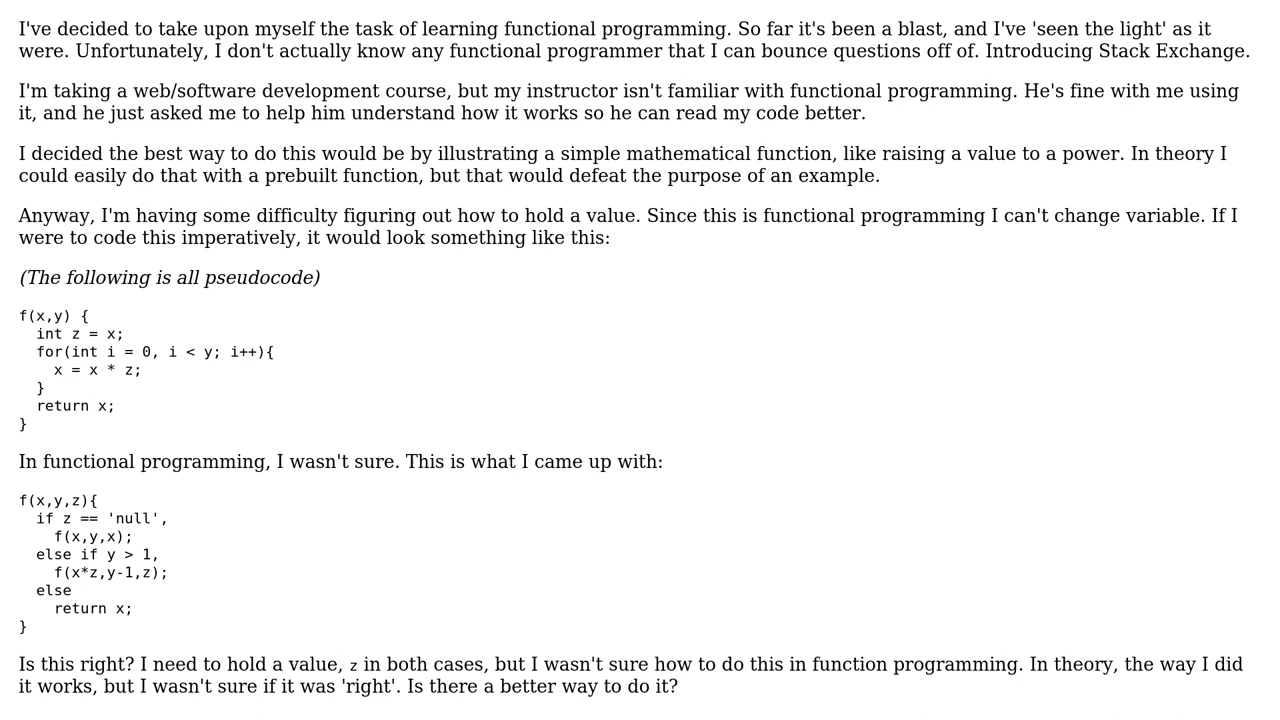 I've decided to take upon myself the task of learning functional programming. So far it's been a blast, and I've 'seen the light' as it
were. Unfortunately, I don't actually know any functional programmer that I can bounce questions off of. Introducing Stack Exchange.
I'm taking a web/software development course, but my instructor isn't familiar with functional programming. He's fine with me using
it, and he just asked me to help him understand how it works so he can read my code better.
I decided the best way to do this would be by illustrating a simple mathematical function, like raising a value to a power. In theory I
could easily do that with a prebuilt function, but that would defeat the purpose of an example.
Anyway, I'm having some difficulty figuring out how to hold a value. Since this is functional programming I can't change variable. If I
were to code this imperatively, it would look something like this:
(The following is all pseudocode)
f(x,y) {
  int z = x;
  for(int i = 0, i < y; i++){
    x = x * z;
  }
  return x;
}
In functional programming, I wasn't sure. This is what I came up with:
f(x,y,z){
  if z == 'null',
    f(x,y,x);
  else if y > 1,
    f(x*z,y-1,z);
  else
    return x;
}
Is this right? I need to hold a value, z in both cases, but I wasn't sure how to do this in function programming. In theory, the way I did
it works, but I wasn't sure if it was 'right'. Is there a better way to do it?